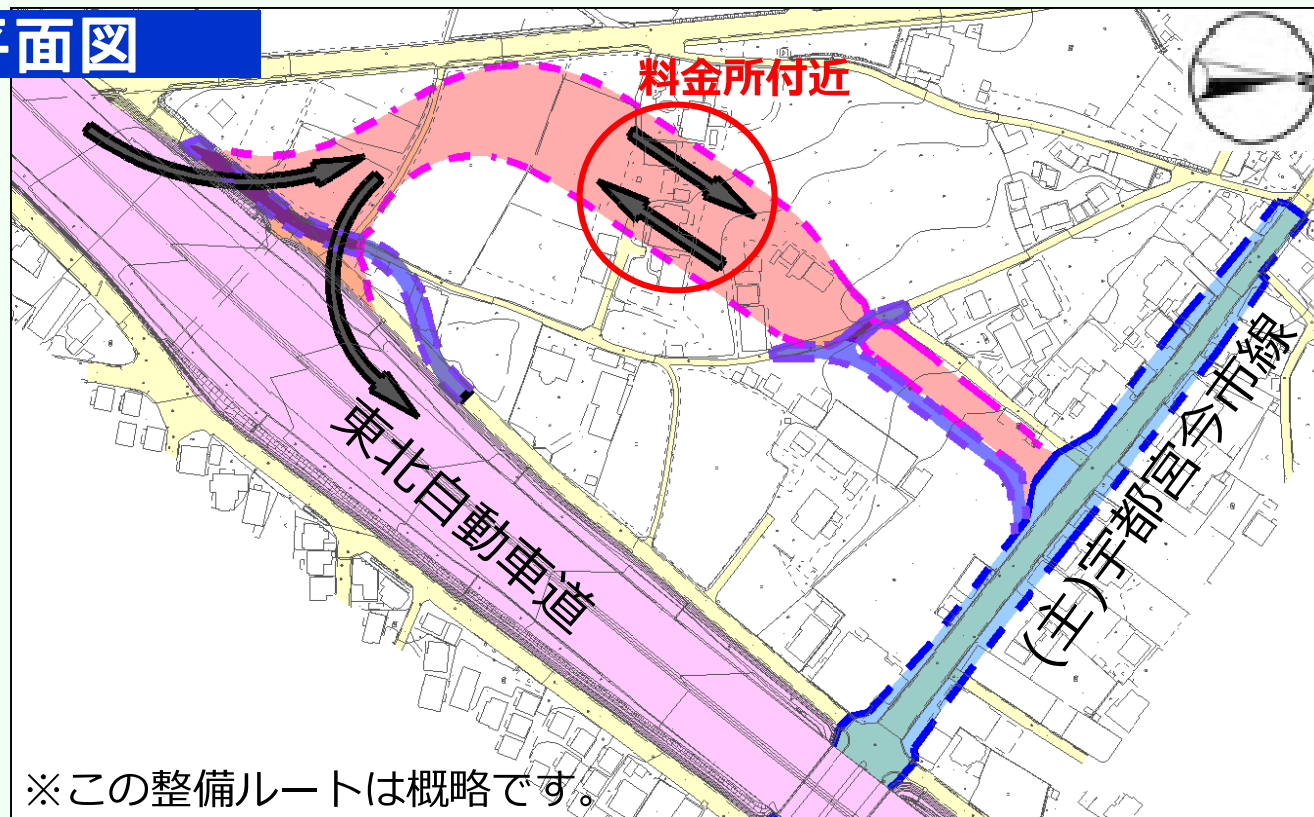 平面図
料金所付近
東北自動車道
(主)宇都宮今市線
※この整備ルートは概略です。